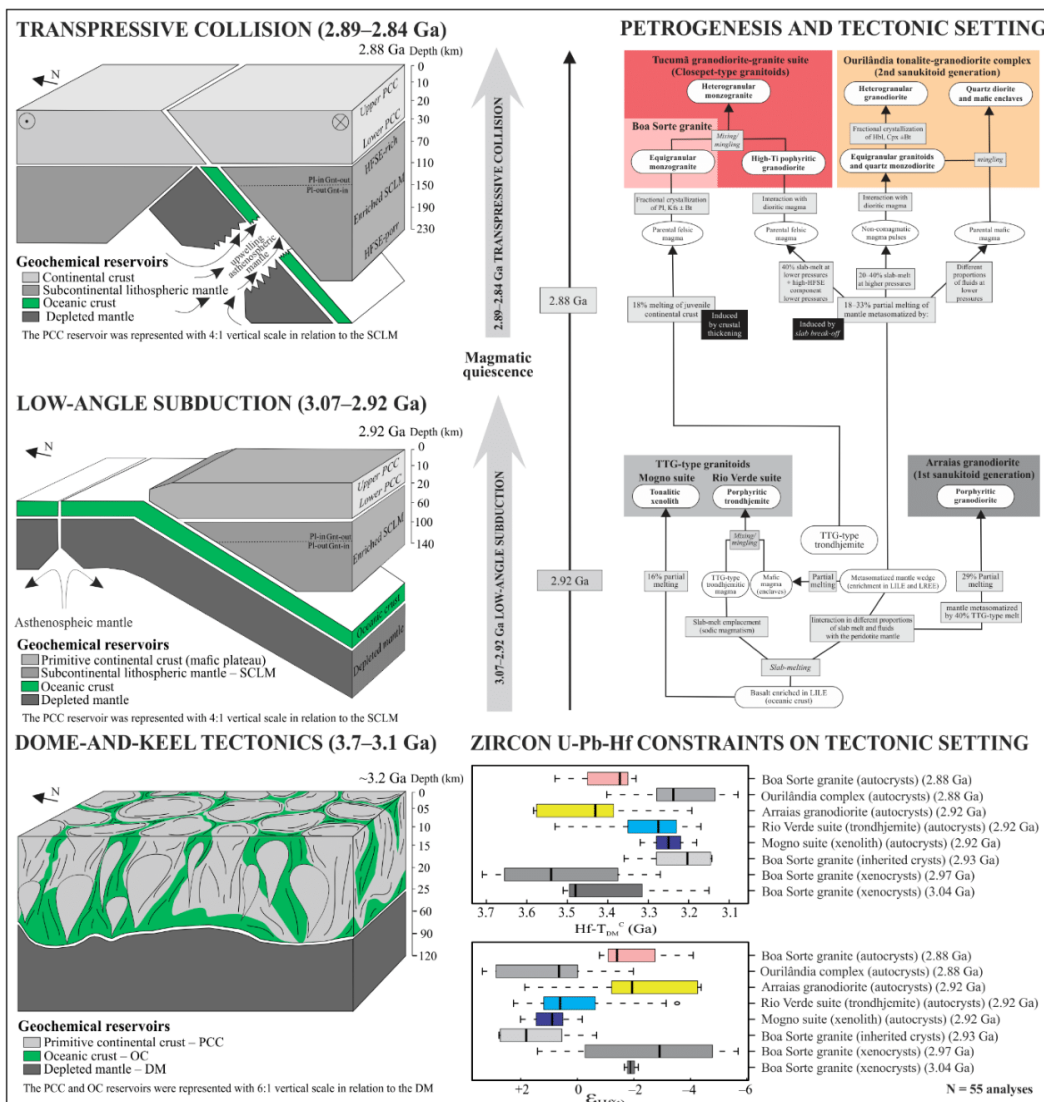 TRANSPRESSIVE COLLISION (2.89–2.84 Ga)
2.88 Ga Depth (km)
N
0
10
20
30
70
110
150
190
230
Upper PCC
Lower PCC
HFSE-rich
Pl-in Gnt-out
Pl-out Gnt-in
Enriched SCLM
HFSE-porr
upwelling
asthenospheric
mantle
Geochemical reservoirs
Continental crust
Subcontinental lithospheric mantle
Oceanic crust
Depleted mantle
The PCC reservoir was represented with 4:1 vertical scale in relation to the SCLM
LOW-ANGLE SUBDUCTION (3.07–2.92 Ga)
2.92 Ga Depth (km)
N
0
10
20
60
100
140
Upper PCC
Lower PCC
Pl-in Gnt-out
Pl-out Gnt-in
Enriched SCLM
Oceanic crust
Depleted mantle
Asthenospheic mantle
Geochemical reservoirs
Primitive continental crust (mafic plateau)
Subcontinental lithospheric mantle – SCLM
Oceanic crust
Depleted mantle
The PCC reservoir was represented with 4:1 vertical scale in relation to the SCLM
DOME-AND-KEEL TECTONICS (3.7–3.1 Ga)
~3.2 Ga Depth (km)
N
0
05
10
15
20
25
60
90
120
Geochemical reservoirs
Primitive continental crust – PCC
Oceanic crust – OC
Depleted mantle – DM
The PCC and OC reservoirs were represented with 6:1 vertical scale in relation to the DM
2.89–2.84 Ga TRANSPRESSIVE COLLISION
Magmatic
quiescence
3.07–2.92 Ga LOW-ANGLE SUBDUCTION
2.88 Ga
2.92 Ga
PETROGENESIS AND TECTONIC SETTING
Tucumã granodiorite-granite suite
(Closepet-type granitoids)
Heterogranular
monzogranite
Boa Sorte granite
Mixing/
mingling
Equigranular
monzogranite
High-Ti pophyritic
granodiorite
Fractional crystallization
of Pl, Kfs ± Bt
Interaction with
dioritic magma
Parental felsic
magma
Parental felsic
magma
Ourilândia tonalite-granodiorite complex
(2nd sanukitoid generation)
Heterogranular
granodiorite
Quartz diorite
and mafic enclaves
Fractional crystallization
of Hbl, Cpx ±Bt
Equigranular granitoids
and quartz monzodiorite
mingling
Interaction with
dioritic magma
Non-comagmatic
magma pulses
Parental mafic
magma
40% slab-melt at
lower pressures
+ high-HFSE
component
lower pressures
20–40% slab-melt
at higher pressures
Different
proportions
of fluids at
lower pressures
18% melting of juvenile
continental crust
Induced
by crustal
thickening
Induced by
slab break-off
18–33% partial melting of
mantle metasomatized by:
TTG-type granitoids
Mogno suite
Rio Verde suite
Tonalitic
xenolith
Porphyritic
trondhjemite
Arraias granodiorite
(1st sanukitoid generation)
Porphyritic
granodiorite
Mixing/
mingling
TTG-type
trondhjemite
16% partial
melting
TTG-type
trondhjemitic
magma
Mafic
magma
(enclaves)
Partial
melting
Metasomatized mantle wedge
(enrichment in LILE and LREE)
29% Partial
melting
Slab-melt emplacement
(sodic magmatism)
Iinteraction in different proportions
of slab melt and fluids
with the peridotite mantle
mantle metasomatized
by 40% TTG-type melt
Slab-melting
Basalt enriched in LILE
(oceanic crust)
ZIRCON U-Pb-Hf CONSTRAINTS ON TECTONIC SETTING
Boa Sorte granite (autocrysts) (2.88 Ga)
Ourilândia complex (autocrysts) (2.88 Ga)
Arraias granodiorite (autocrysts) (2.92 Ga)
Rio Verde suite (trondhjemite) (autocrysts) (2.92 Ga)
Mogno suite (xenolith) (autocrysts) (2.92 Ga)
Boa Sorte granite (inherited crysts) (2.93 Ga)
Boa Sorte granite (xenocrysts) (2.97 Ga)
Boa Sorte granite (xenocrysts) (3.04 Ga)
3.7 3.6 3.5 3.4 3.3 3.2 3.1
Hf-T_DM^C (Ga)
Boa Sorte granite (autocrysts) (2.88 Ga)
Ourilândia complex (autocrysts) (2.88 Ga)
Arraias granodiorite (autocrysts) (2.92 Ga)
Rio Verde suite (trondhjemite) (autocrysts) (2.92 Ga)
Mogno suite (xenolith) (autocrysts) (2.92 Ga)
Boa Sorte granite (inherited crysts) (2.93 Ga)
Boa Sorte granite (xenocrysts) (2.97 Ga)
Boa Sorte granite (xenocrysts) (3.04 Ga)
+2 0 −2 −4 −6
N = 55 analyses